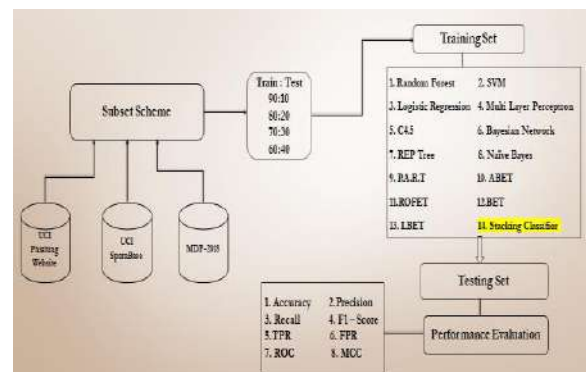 Training Set
Train : Test
90:10
80:20
70:30
60:40
Subset Scheme
1. Random Forest 2. SVM
3. Logistic Regression 4. Multi Layer Perceptron
5. C4.5 6. Bayesian Network
7. REP Tree 8. Naïve Bayes
9. P.A.R.T 10. ABET
11. ROFET 12. BET
13. LBET 14. Stacking Classifier
UCI
Phishing
Website
UCI
SpamBase
MDP-2018
Testing Set
1. Accuracy 2. Precision
3. Recall 4. F1 – Score
5. TPR 6. FPR
7. ROC 8. MCC
Performance Evaluation